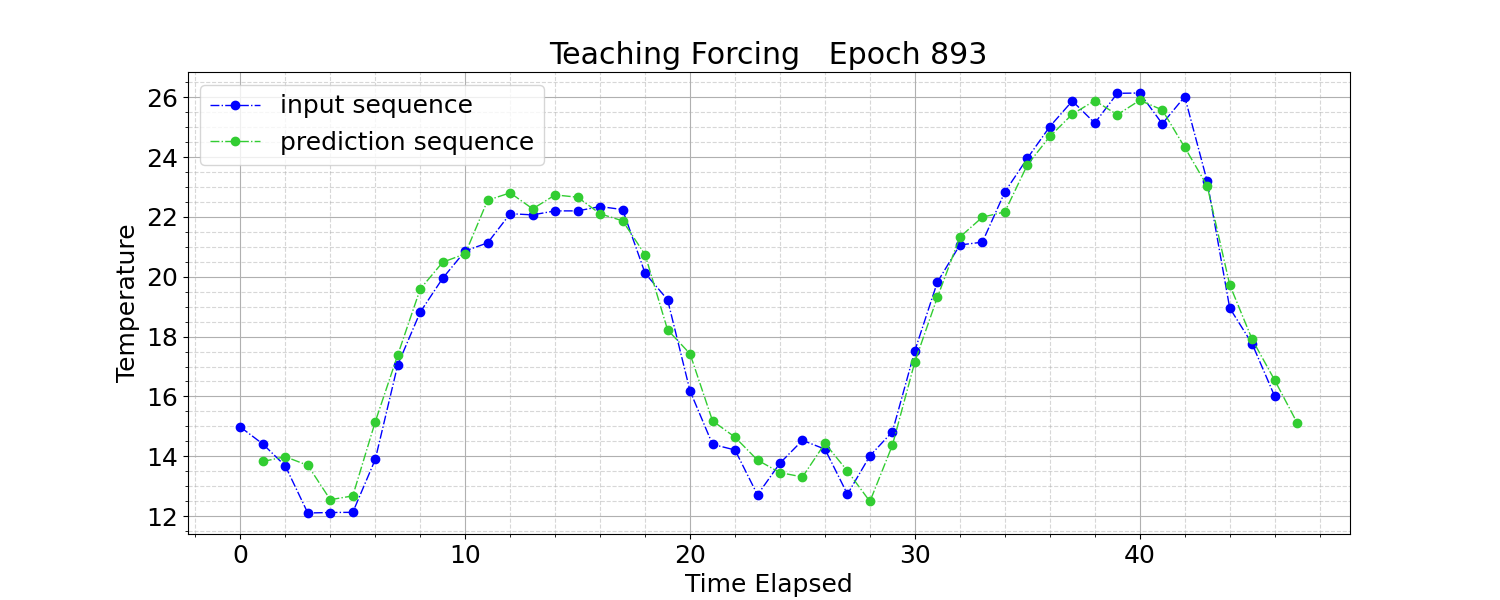 Teaching Forcing   Epoch 893
input sequence
prediction sequence
Temperature
26
24
22
20
18
16
14
12
0 10 20 30 40
Time Elapsed